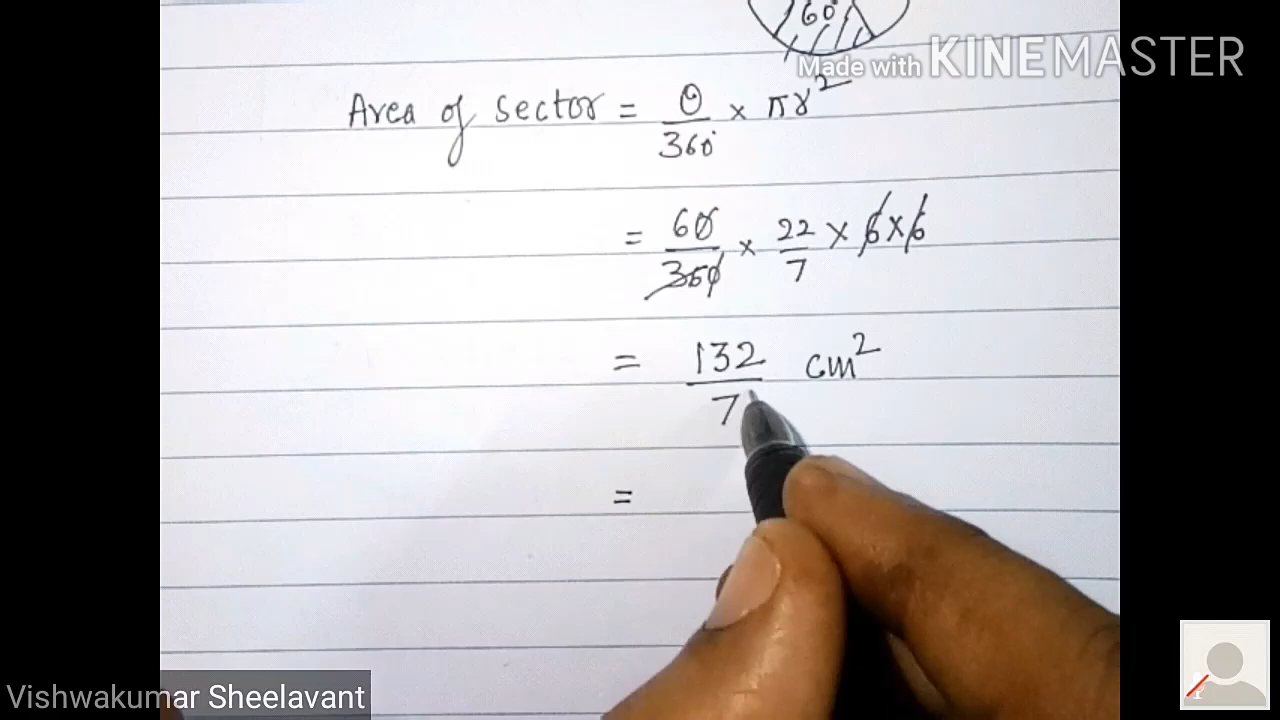 60°
Made with KINEMASTER
Area of Sector = θ/360° × πr²
= 60/360 × 22/7 × 6 × 6
= 132/7 cm²
=
Vishwakumar Sheelavant